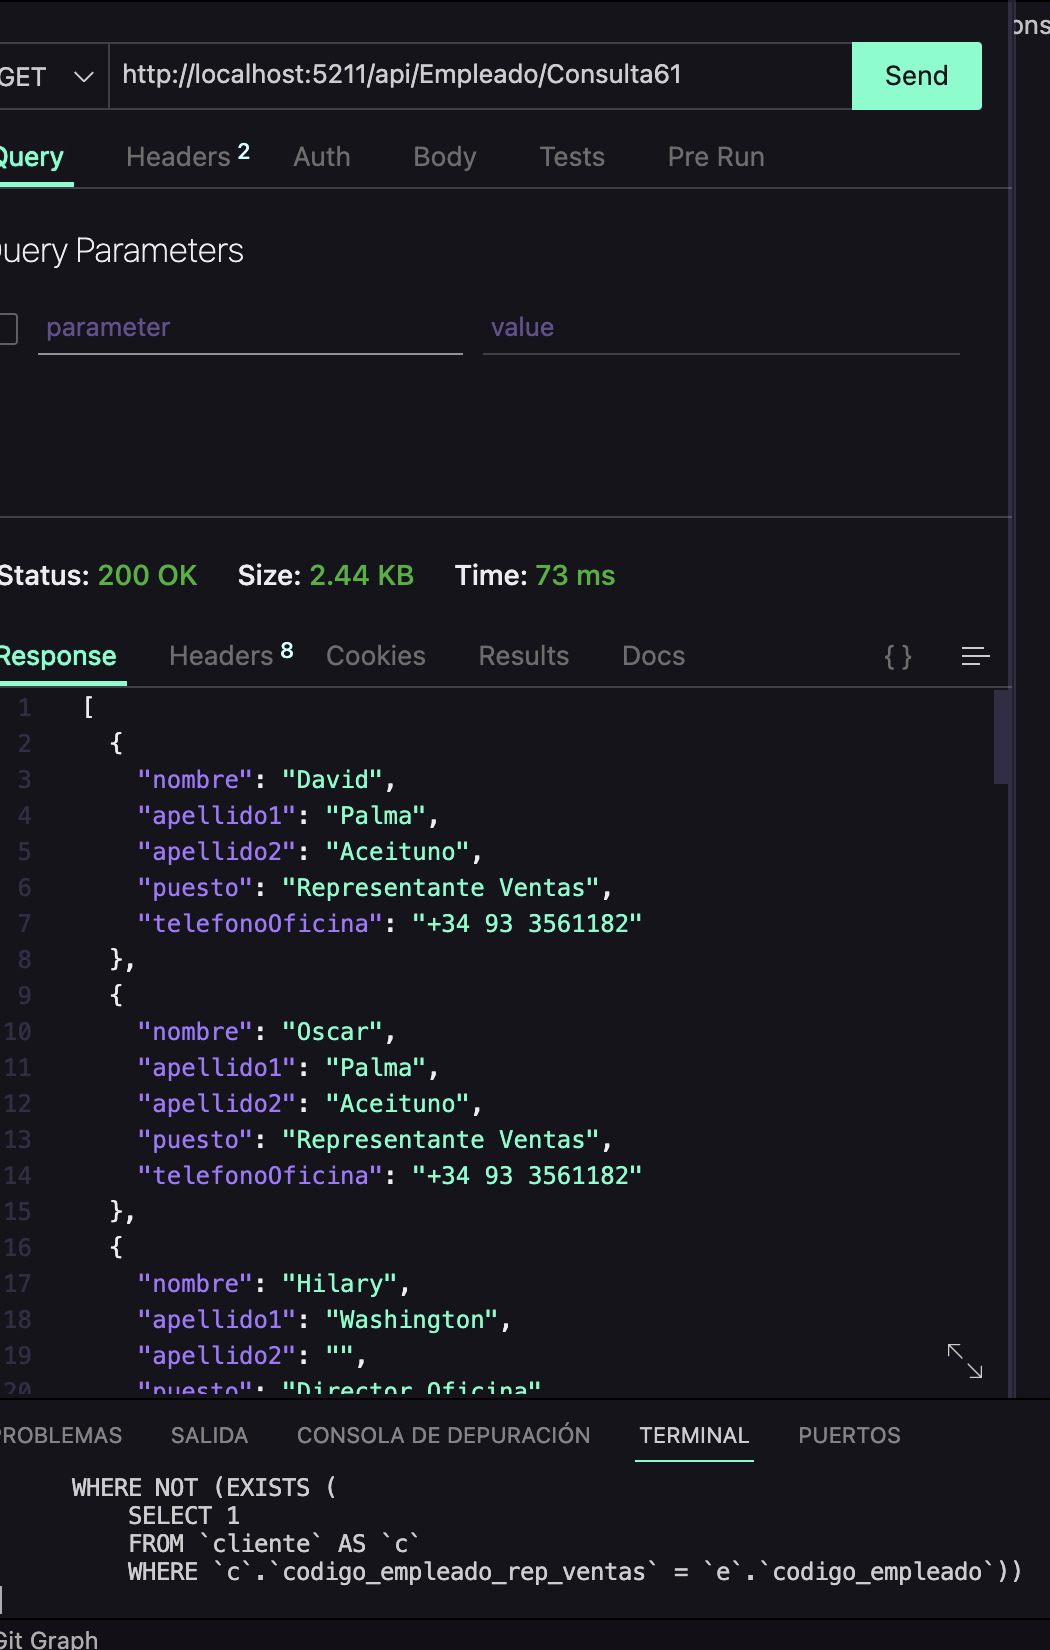 ons
GET
http://localhost:5211/api/Empleado/Consulta61
Send
Query
Headers 2
Auth
Body
Tests
Pre Run
Query Parameters
parameter
value
Status: 200 OK
Size: 2.44 KB
Time: 73 ms
Response
Headers 8
Cookies
Results
Docs
{ }
1 [
2 {
3 "nombre": "David",
4 "apellido1": "Palma",
5 "apellido2": "Aceituno",
6 "puesto": "Representante Ventas",
7 "telefonoOficina": "+34 93 3561182"
8 },
9 {
10 "nombre": "Oscar",
11 "apellido1": "Palma",
12 "apellido2": "Aceituno",
13 "puesto": "Representante Ventas",
14 "telefonoOficina": "+34 93 3561182"
15 },
16 {
17 "nombre": "Hilary",
18 "apellido1": "Washington",
19 "apellido2": "",
20 "puesto": "Director Oficina"
PROBLEMAS
SALIDA
CONSOLA DE DEPURACIÓN
TERMINAL
PUERTOS
WHERE NOT (EXISTS (
SELECT 1
FROM `cliente` AS `c`
WHERE `c`.`codigo_empleado_rep_ventas` = `e`.`codigo_empleado`))
Git Graph